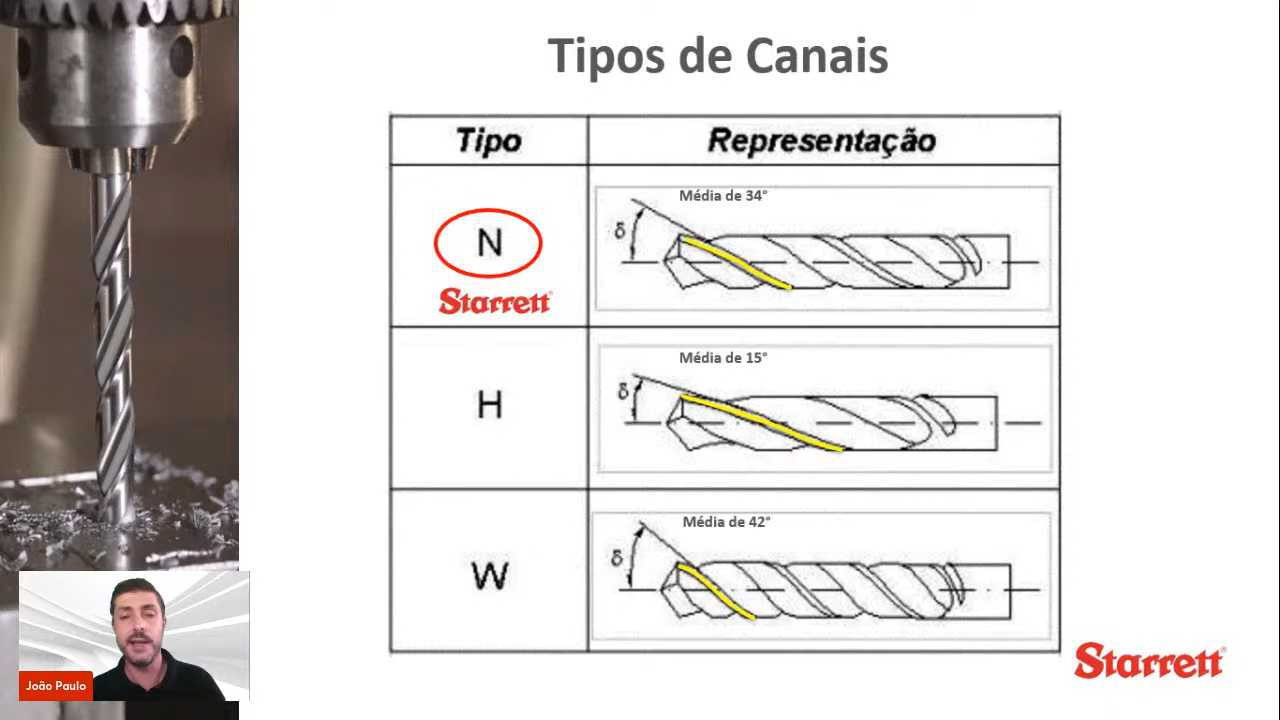 Tipos de Canais
Tipo
Representação
N
Starrett
Média de 34°
δ
H
Média de 15°
δ
W
Média de 42°
δ
João Paulo
Starrett